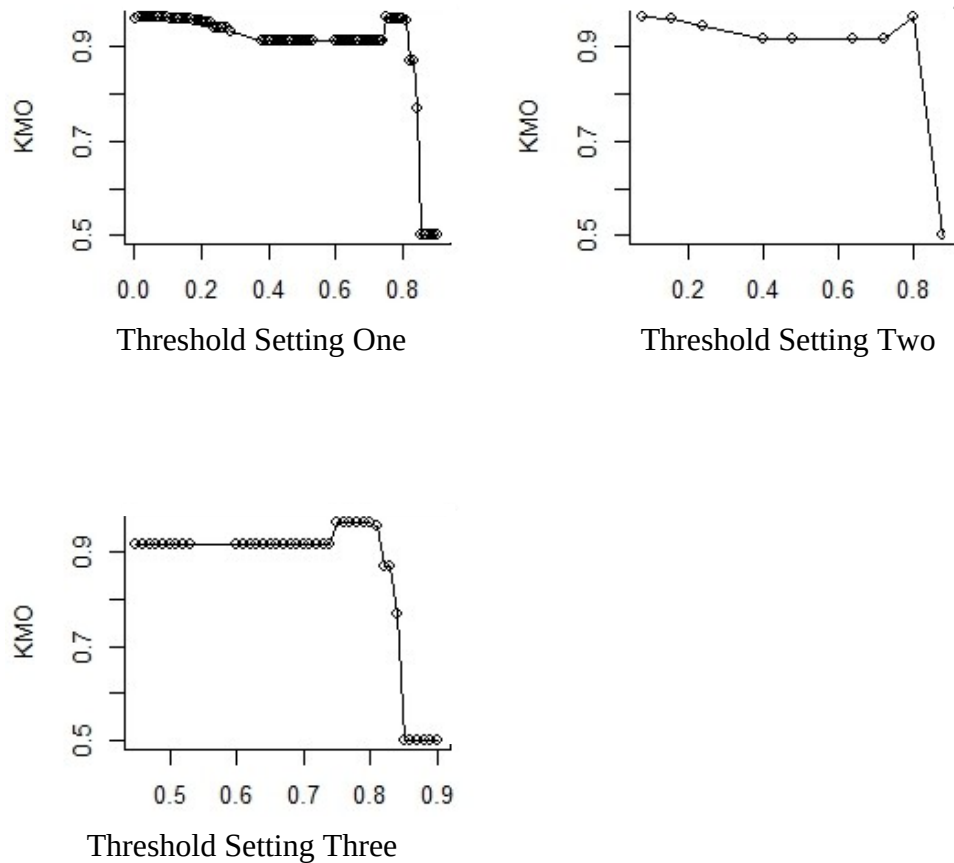 KMO
0.9
0.7
0.5
0.0 0.2 0.4 0.6 0.8
Threshold Setting One
KMO
0.9
0.7
0.5
0.2 0.4 0.6 0.8
Threshold Setting Two
KMO
0.9
0.7
0.5
0.5 0.6 0.7 0.8 0.9
Threshold Setting Three